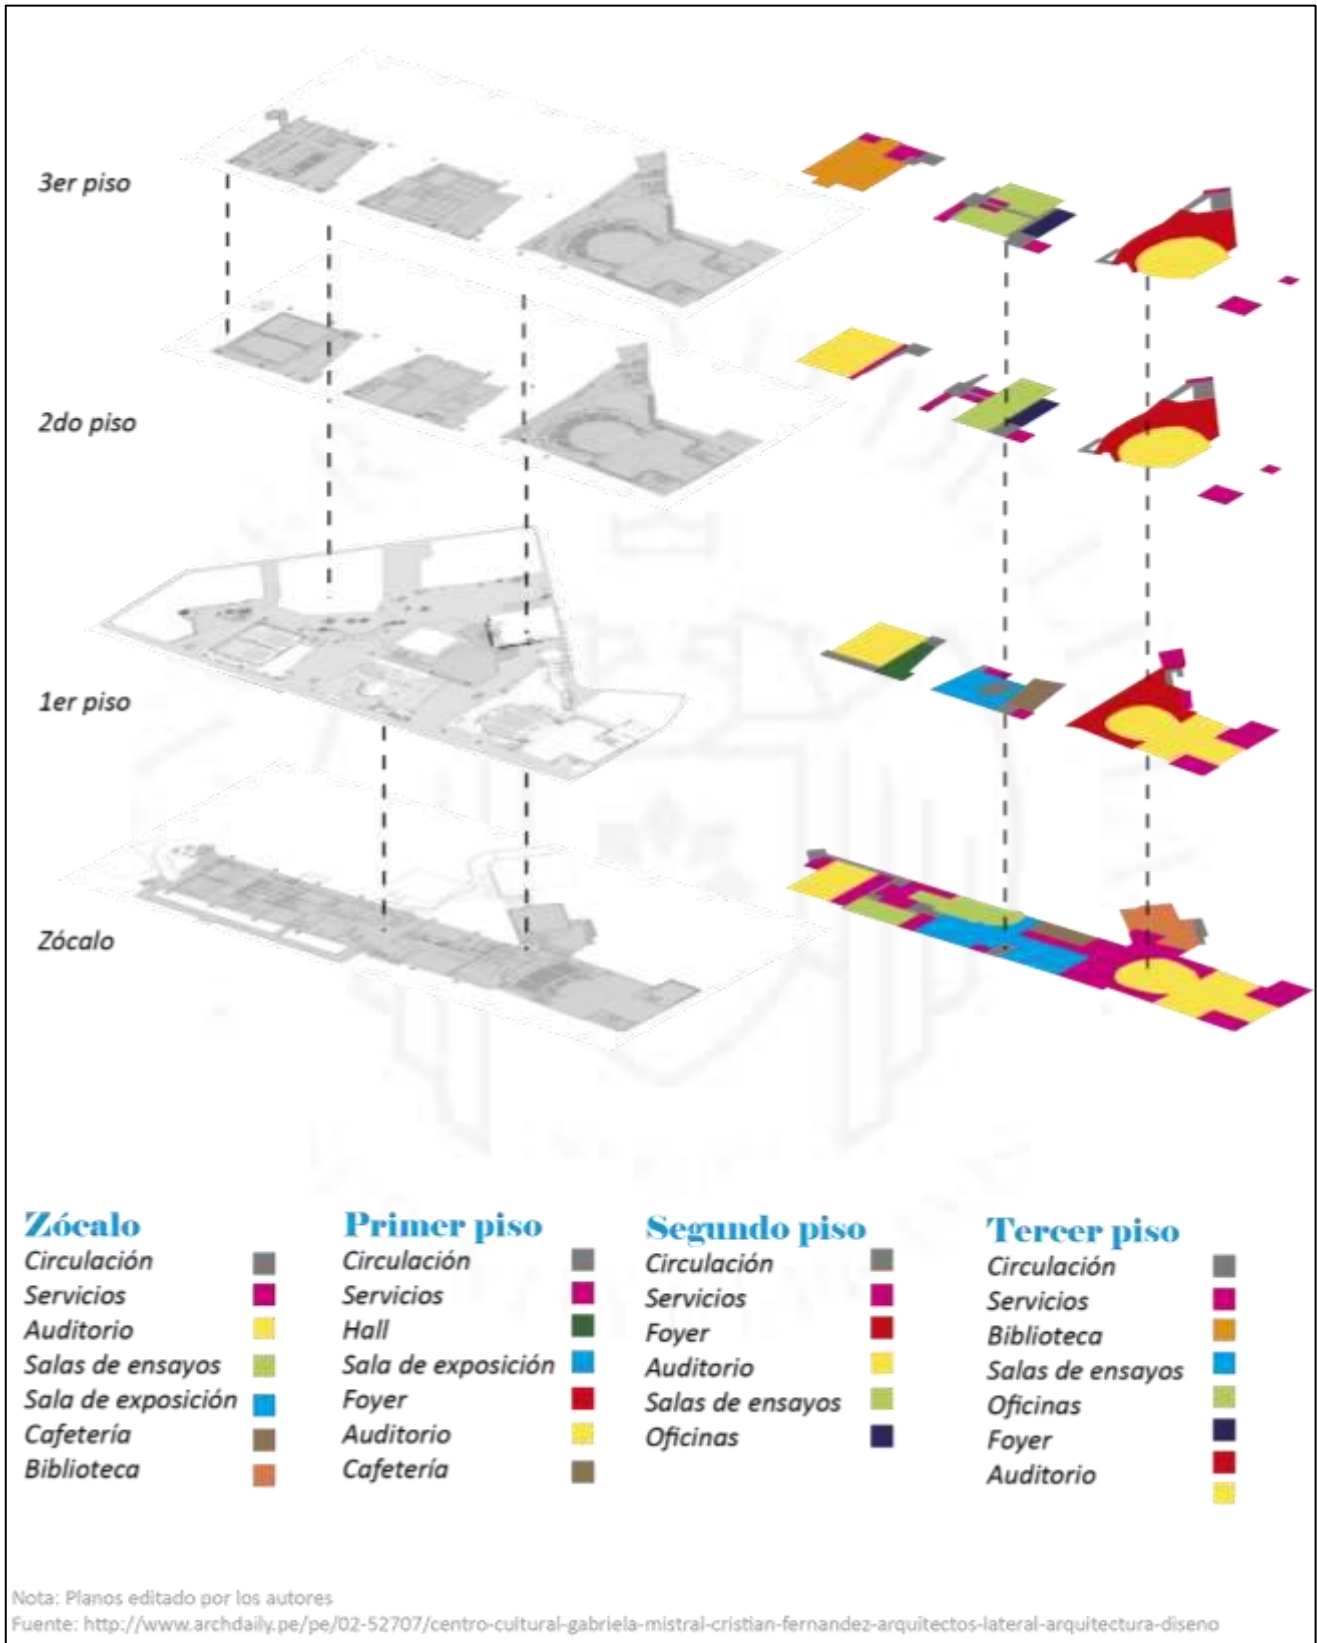 3er piso
2do piso
1er piso
Zócalo
Zócalo
Circulación
Servicios
Auditorio
Salas de ensayos
Sala de exposición
Cafetería
Biblioteca
Primer piso
Circulación
Servicios
Hall
Sala de exposición
Foyer
Auditorio
Cafetería
Segundo piso
Circulación
Servicios
Foyer
Auditorio
Salas de ensayos
Oficinas
Tercer piso
Circulación
Servicios
Biblioteca
Salas de ensayos
Oficinas
Foyer
Auditorio
Nota: Planos editado por los autores
Fuente: http://www.archdaily.pe/pe/02-52707/centro-cultural-gabriela-mistral-cristian-fernandez-arquitectos-lateral-arquitectura-diseno